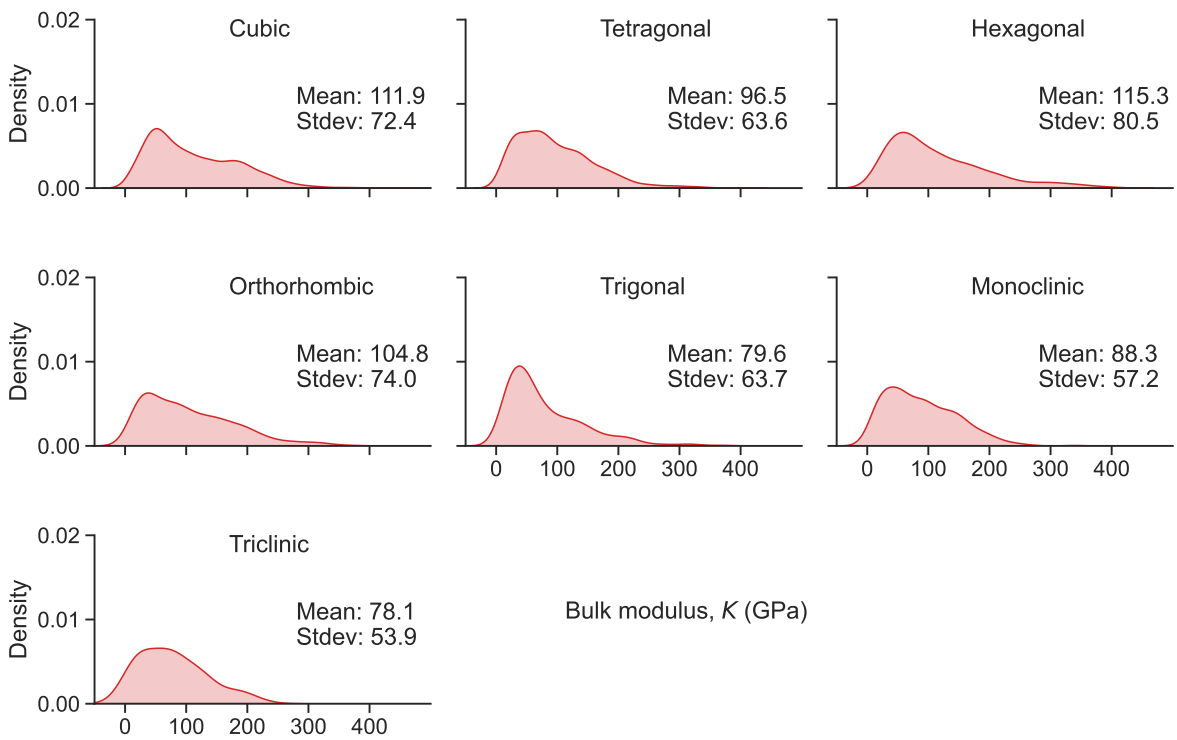 0.02
Cubic
Tetragonal
Hexagonal
Density
0.01
Mean: 111.9
Stdev: 72.4
Mean: 96.5
Stdev: 63.6
Mean: 115.3
Stdev: 80.5
0.00
0.02
Orthorhombic
Trigonal
Monoclinic
Density
0.01
Mean: 104.8
Stdev: 74.0
Mean: 79.6
Stdev: 63.7
Mean: 88.3
Stdev: 57.2
0.00
0 100 200 300 400
0 100 200 300 400
0.02
Triclinic
Density
0.01
Mean: 78.1
Stdev: 53.9
Bulk modulus, K (GPa)
0.00
0 100 200 300 400